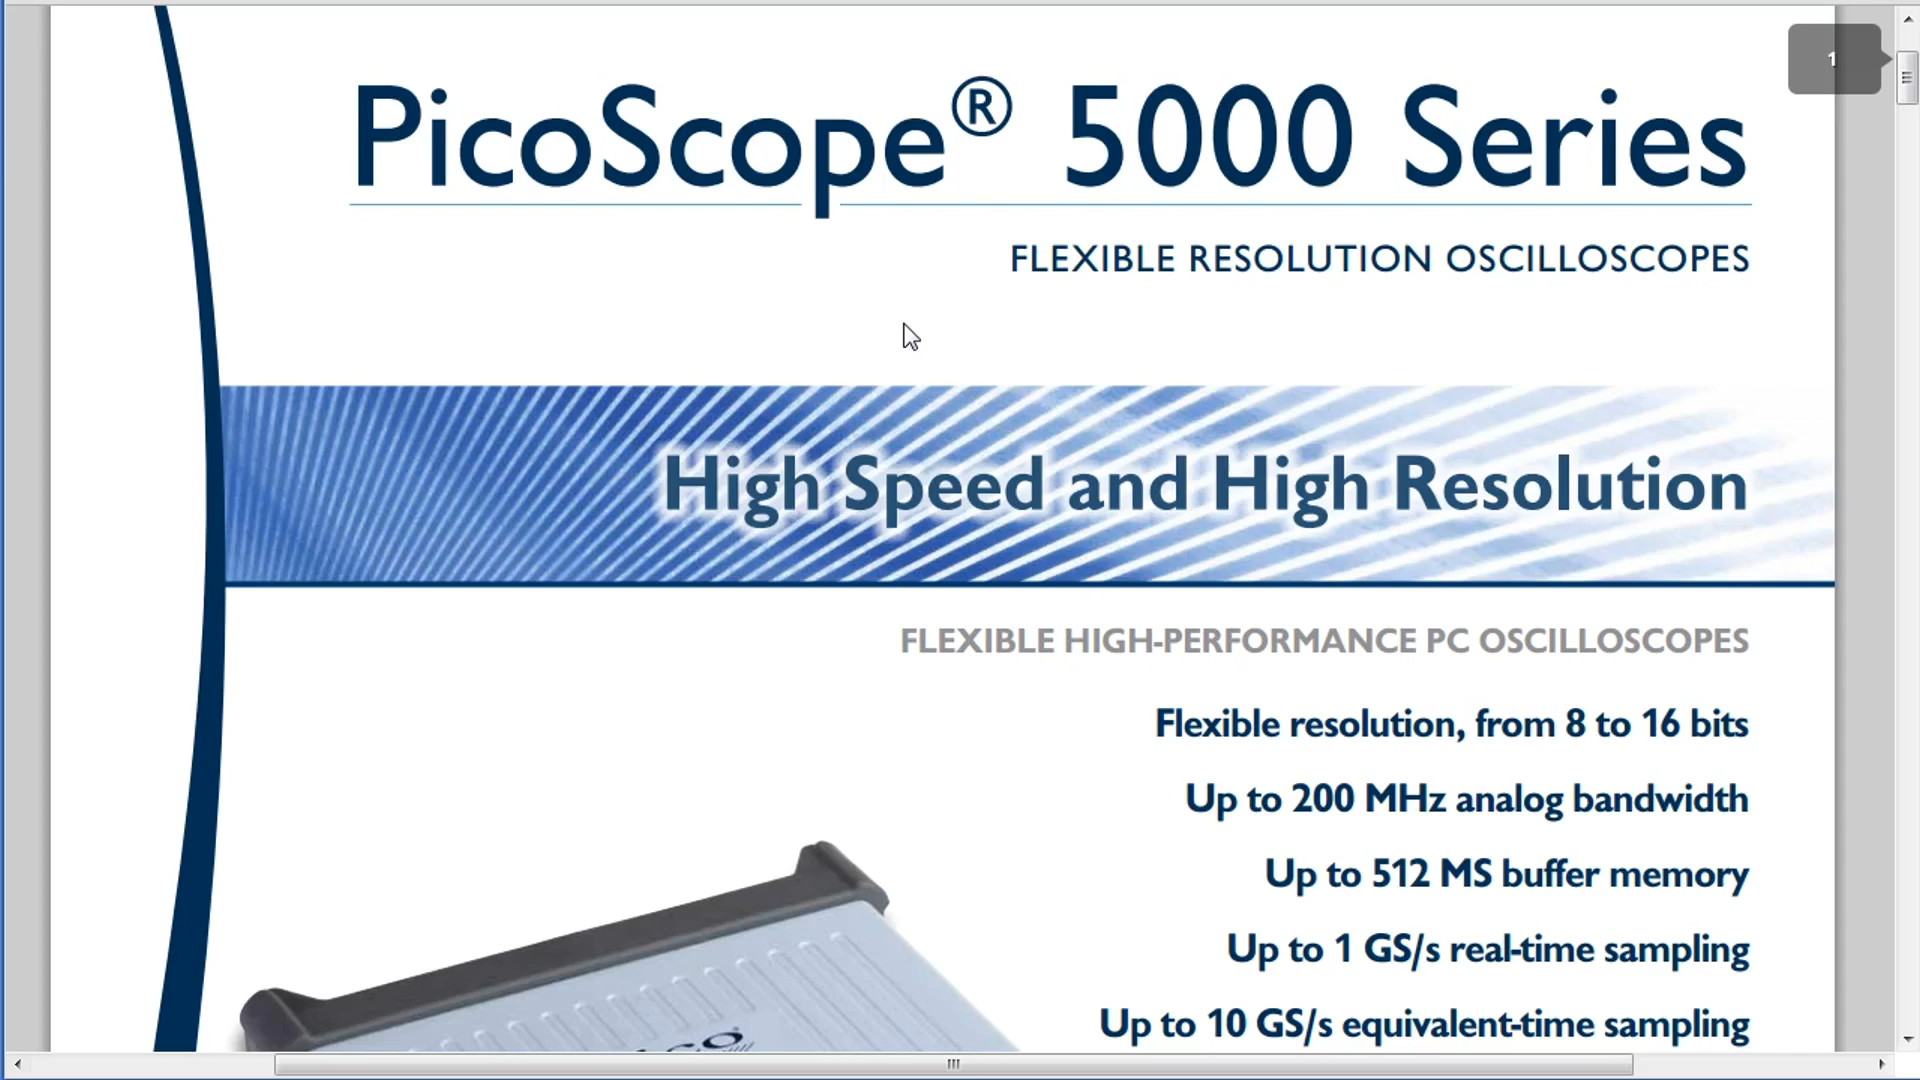 1
PicoScope® 5000 Series
FLEXIBLE RESOLUTION OSCILLOSCOPES
High Speed and High Resolution
FLEXIBLE HIGH-PERFORMANCE PC OSCILLOSCOPES
Flexible resolution, from 8 to 16 bits
Up to 200 MHz analog bandwidth
Up to 512 MS buffer memory
Up to 1 GS/s real-time sampling
Up to 10 GS/s equivalent-time sampling